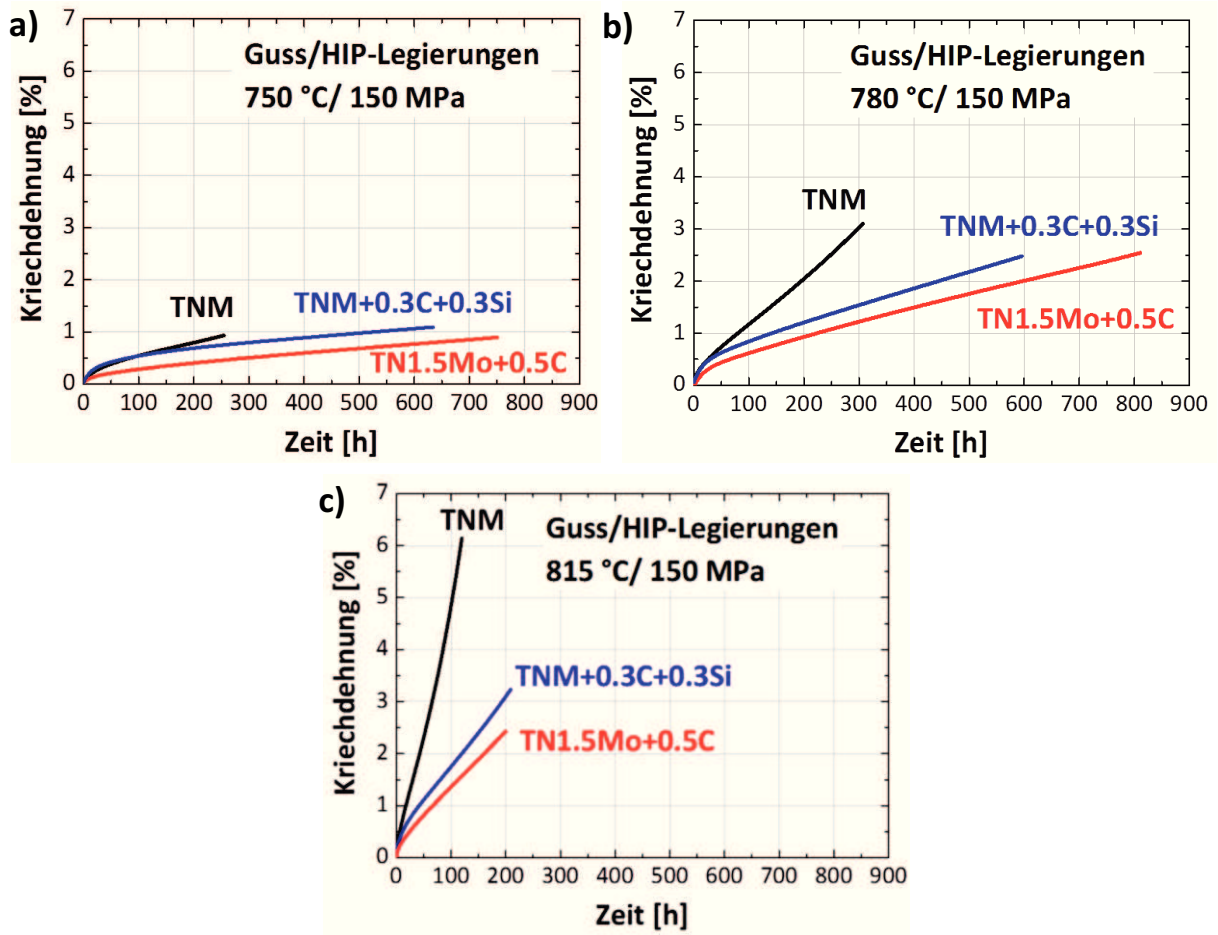 a)
Guss/HIP-Legierungen
750 °C/ 150 MPa
Kriechdehnung [%]
7
6
5
4
3
2
1
0
TNM
TNM+0.3C+0.3Si
TN1.5Mo+0.5C
0 100 200 300 400 500 600 700 800 900
Zeit [h]
b)
Guss/HIP-Legierungen
780 °C/ 150 MPa
Kriechdehnung [%]
7
6
5
4
3
2
1
0
TNM
TNM+0.3C+0.3Si
TN1.5Mo+0.5C
0 100 200 300 400 500 600 700 800 900
Zeit [h]
c)
TNM
Guss/HIP-Legierungen
815 °C/ 150 MPa
Kriechdehnung [%]
7
6
5
4
3
2
1
0
TNM+0.3C+0.3Si
TN1.5Mo+0.5C
0 100 200 300 400 500 600 700 800 900
Zeit [h]